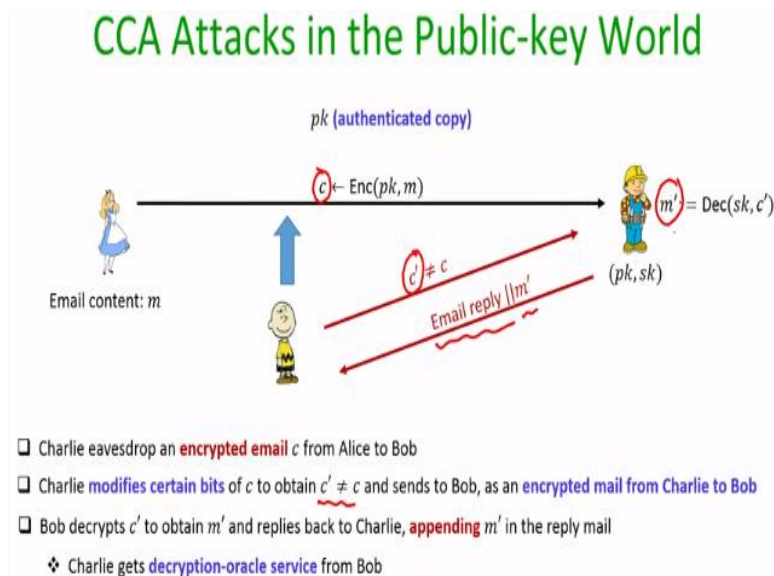 CCA Attacks in the Public-key World
pk (authenticated copy)
c ← Enc(pk, m)
m' = Dec(sk, c')
c' ≠ c
(pk, sk)
Email content: m
Email reply ||m'
❑ Charlie eavesdrop an encrypted email c from Alice to Bob
❑ Charlie modifies certain bits of c to obtain c' ≠ c and sends to Bob, as an encrypted mail from Charlie to Bob
❑ Bob decrypts c' to obtain m' and replies back to Charlie, appending m' in the reply mail
❖ Charlie gets decryption-oracle service from Bob